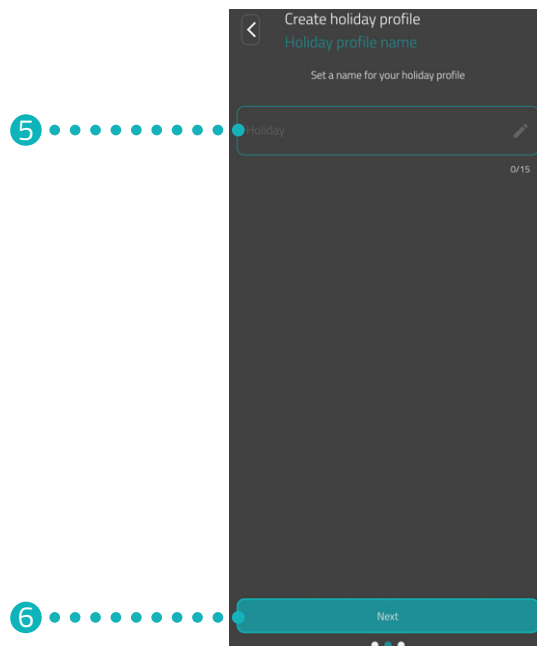 Create holiday profile
Holiday profile name
Set a name for your holiday profile
5
Holiday
0/15
6
Next